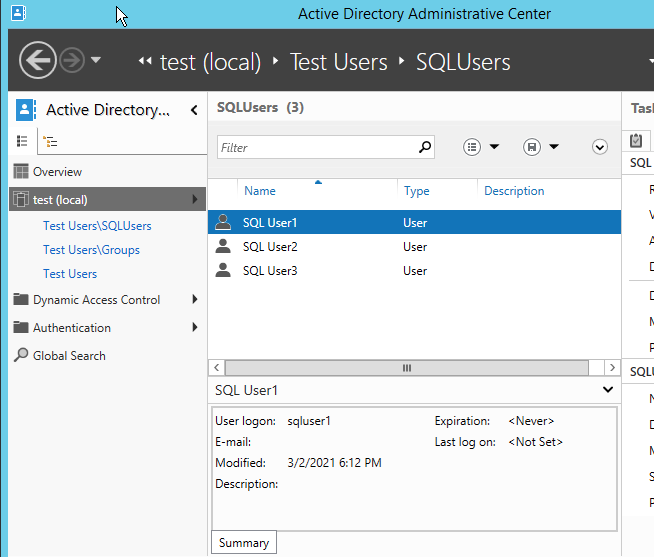 Active Directory Administrative Center
test (local) Test Users SQLUsers
Active Directory...
SQLUsers (3)
Task
Filter
Overview
test (local)
Test Users\SQLUsers
Test Users\Groups
Test Users
Dynamic Access Control
Authentication
Global Search
Name Type Description
SQL User1 User
SQL User2 User
SQL User3 User
SQL User1
User logon: sqluser1 Expiration: <Never>
E-mail: Last log on: <Not Set>
Modified: 3/2/2021 6:12 PM
Description:
Summary
SQL
R
V
A
D
D
M
P
SQLU
N
D
M
S
P